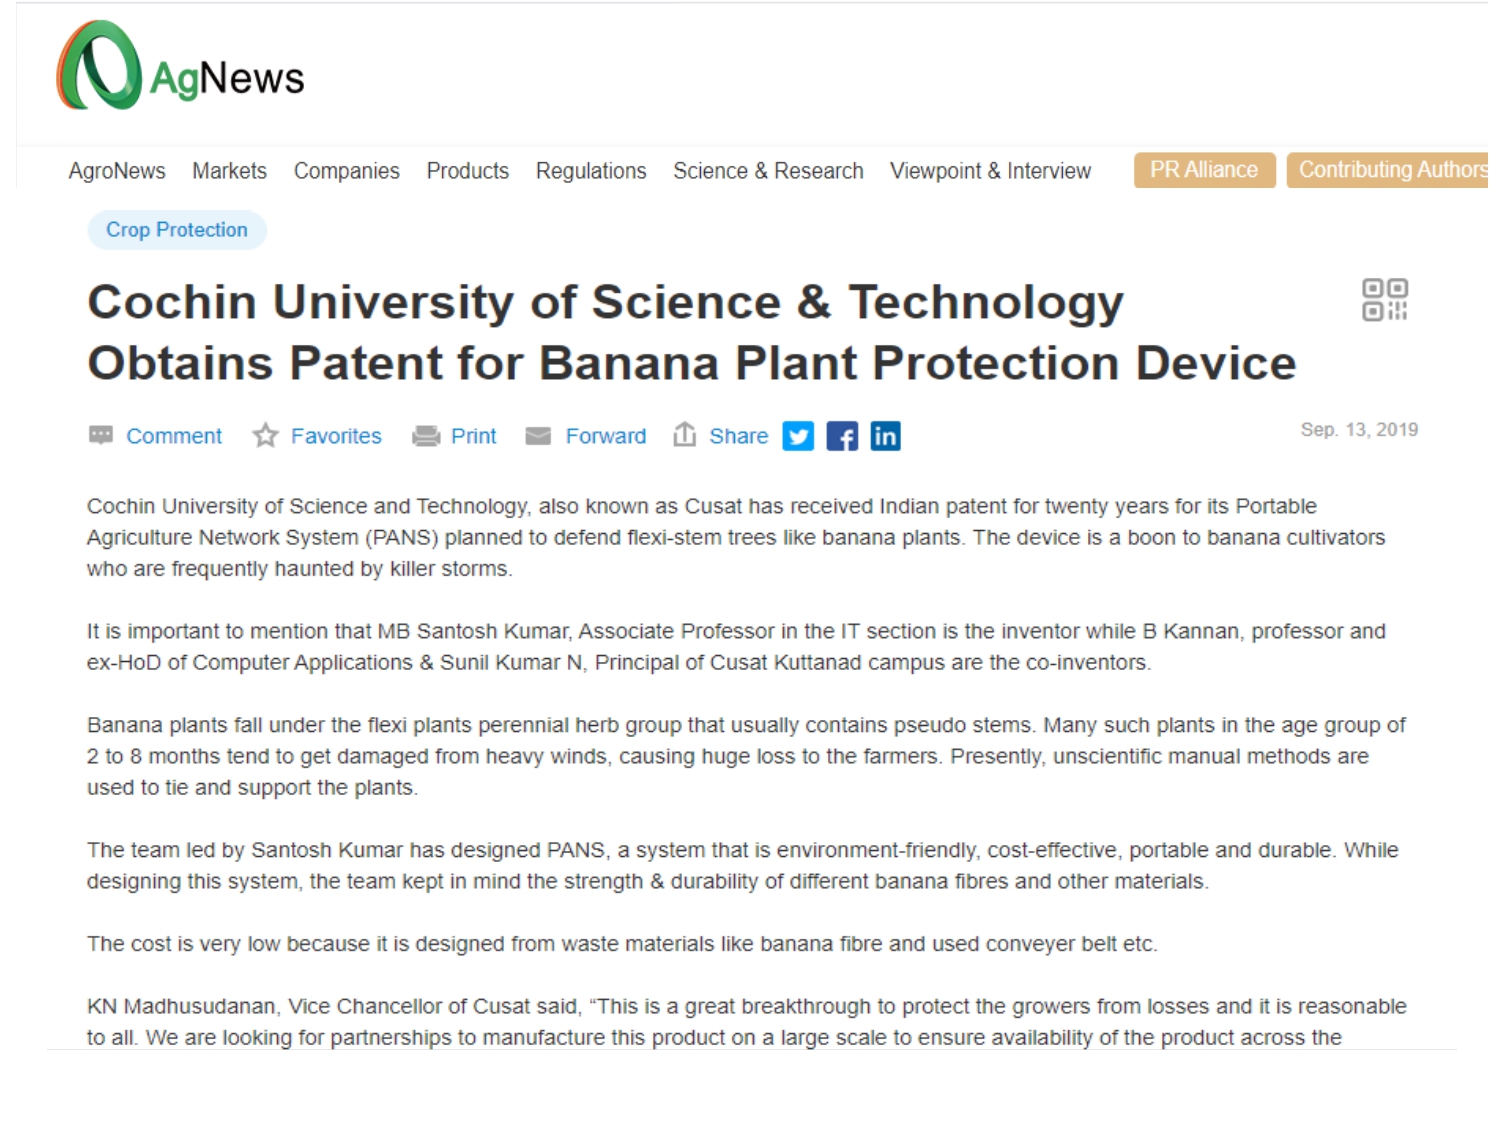 AgNews
AgroNews Markets Companies Products Regulations Science & Research Viewpoint & Interview PR Alliance Contributing Authors
Crop Protection
Cochin University of Science & Technology
Obtains Patent for Banana Plant Protection Device
Comment Favorites Print Forward Share Sep. 13, 2019
Cochin University of Science and Technology, also known as Cusat has received Indian patent for twenty years for its Portable
Agriculture Network System (PANS) planned to defend flexi-stem trees like banana plants. The device is a boon to banana cultivators
who are frequently haunted by killer storms.
It is important to mention that MB Santosh Kumar, Associate Professor in the IT section is the inventor while B Kannan, professor and
ex-HoD of Computer Applications & Sunil Kumar N, Principal of Cusat Kuttanad campus are the co-inventors.
Banana plants fall under the flexi plants perennial herb group that usually contains pseudo stems. Many such plants in the age group of
2 to 8 months tend to get damaged from heavy winds, causing huge loss to the farmers. Presently, unscientific manual methods are
used to tie and support the plants.
The team led by Santosh Kumar has designed PANS, a system that is environment-friendly, cost-effective, portable and durable. While
designing this system, the team kept in mind the strength & durability of different banana fibres and other materials.
The cost is very low because it is designed from waste materials like banana fibre and used conveyer belt etc.
KN Madhusudanan, Vice Chancellor of Cusat said, “This is a great breakthrough to protect the growers from losses and it is reasonable
to all. We are looking for partnerships to manufacture this product on a large scale to ensure availability of the product across the